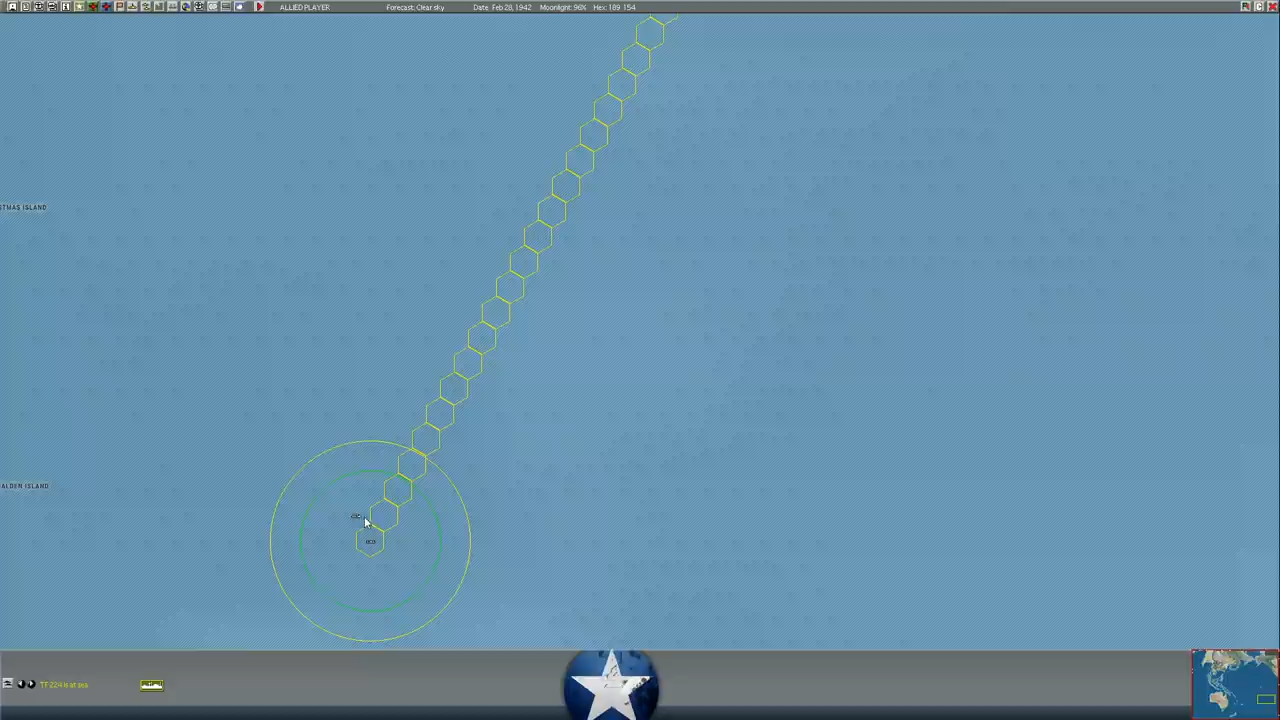 ALLIED PLAYER Forecast: Clear sky Date: Feb 28, 1942 Moonlight: 96% Hex: 189 154
STMAS ISLAND
ALDEN ISLAND
TF 224 is at sea